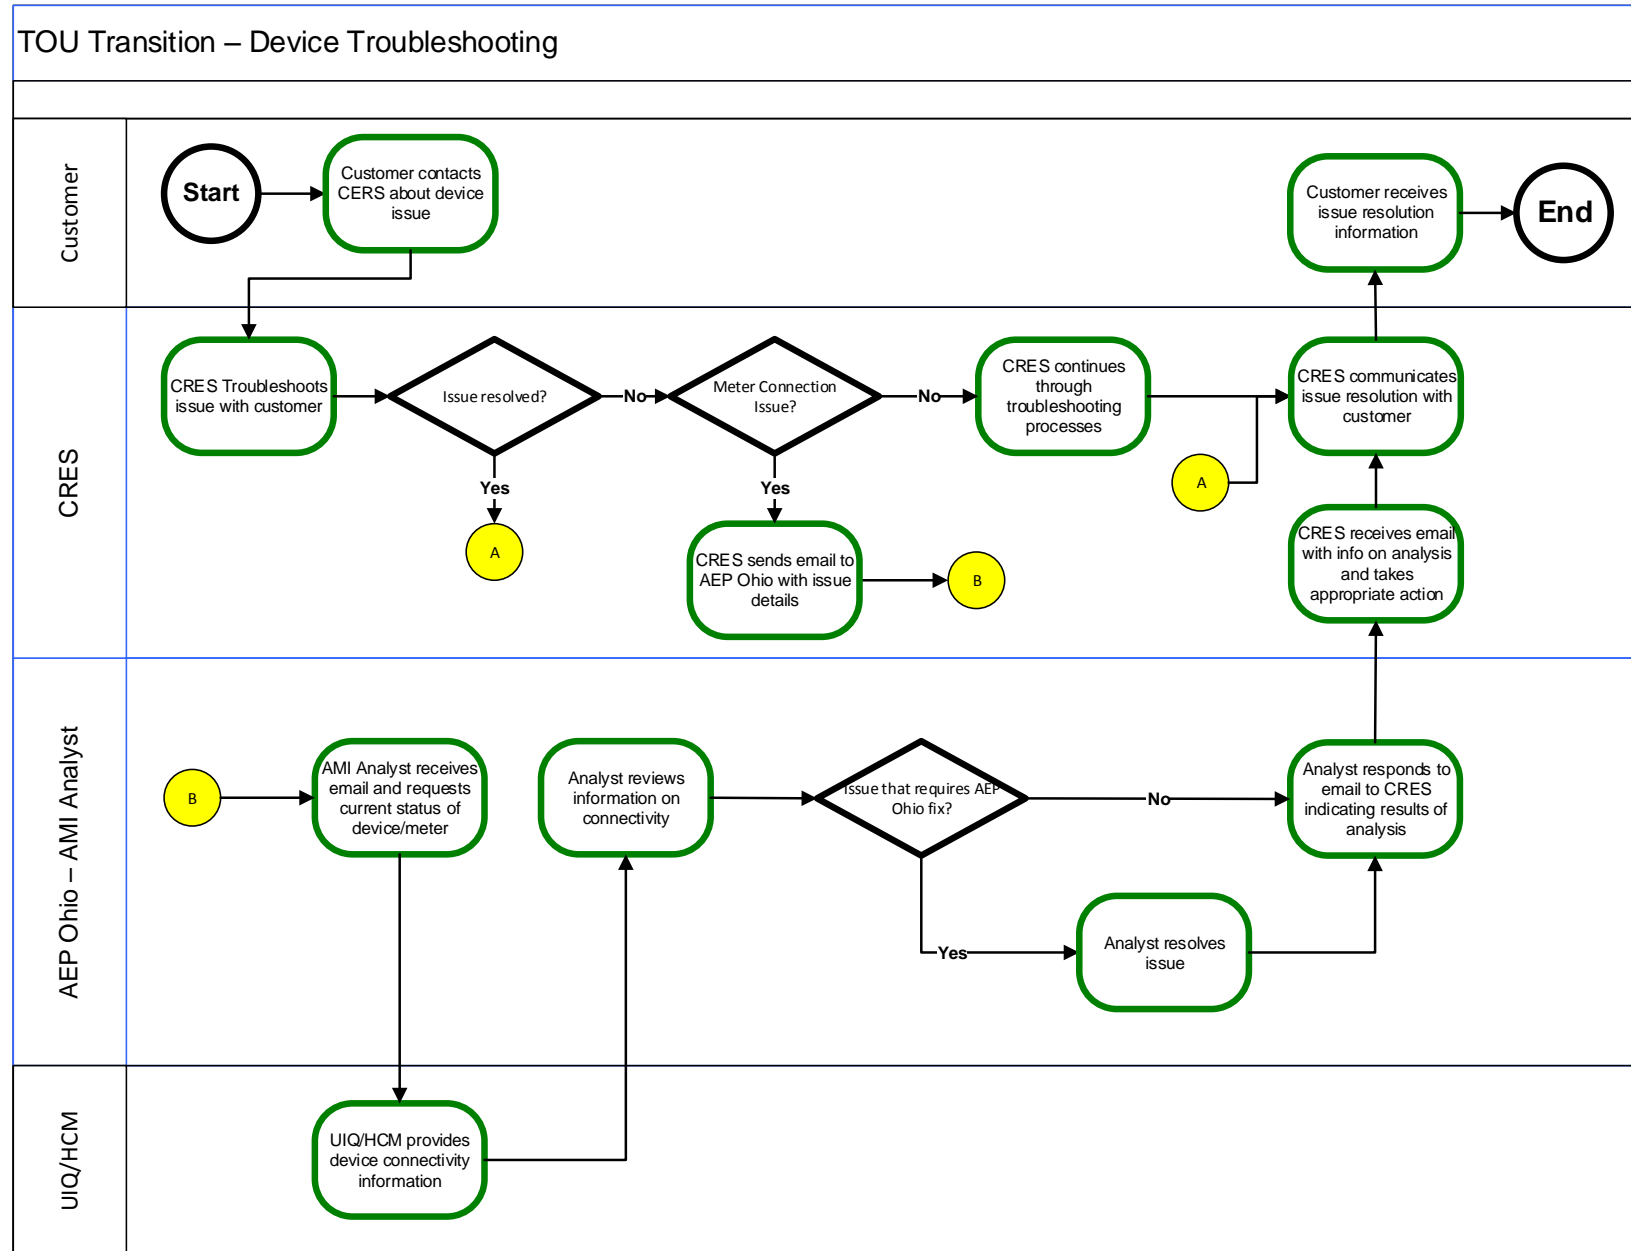 TOU Transition – Device Troubleshooting
Customer
Start
Customer contacts
CERS about device
issue
Customer receives
issue resolution
information
End
CRES
CRES Troubleshoots
issue with customer
Issue resolved?
No
Meter Connection
Issue?
No
CRES continues
through
troubleshooting
processes
CRES communicates
issue resolution with
customer
Yes
A
Yes
CRES sends email to
AEP Ohio with issue
details
B
A
CRES receives email
with info on analysis
and takes
appropriate action
AEP Ohio – AMI Analyst
B
AMI Analyst receives
email and requests
current status of
device/meter
Analyst reviews
information on
connectivity
Issue that requires AEP
Ohio fix?
No
Analyst responds to
email to CRES
indicating results of
analysis
Yes
Analyst resolves
issue
UIQ/HCM
UIQ/HCM provides
device connectivity
information